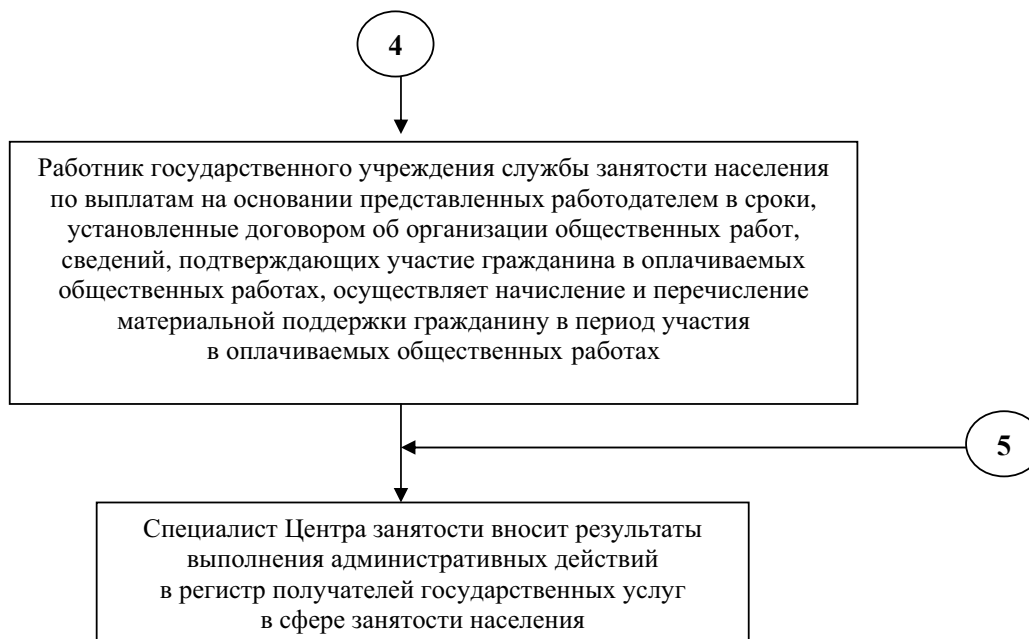 4
Работник государственного учреждения службы занятости населения
по выплатам на основании представленных работодателем в сроки,
установленные договором об организации общественных работ,
сведений, подтверждающих участие гражданина в оплачиваемых
общественных работах, осуществляет начисление и перечисление
материальной поддержки гражданину в период участия
в оплачиваемых общественных работах
5
Специалист Центра занятости вносит результаты
выполнения административных действий
в регистр получателей государственных услуг
в сфере занятости населения